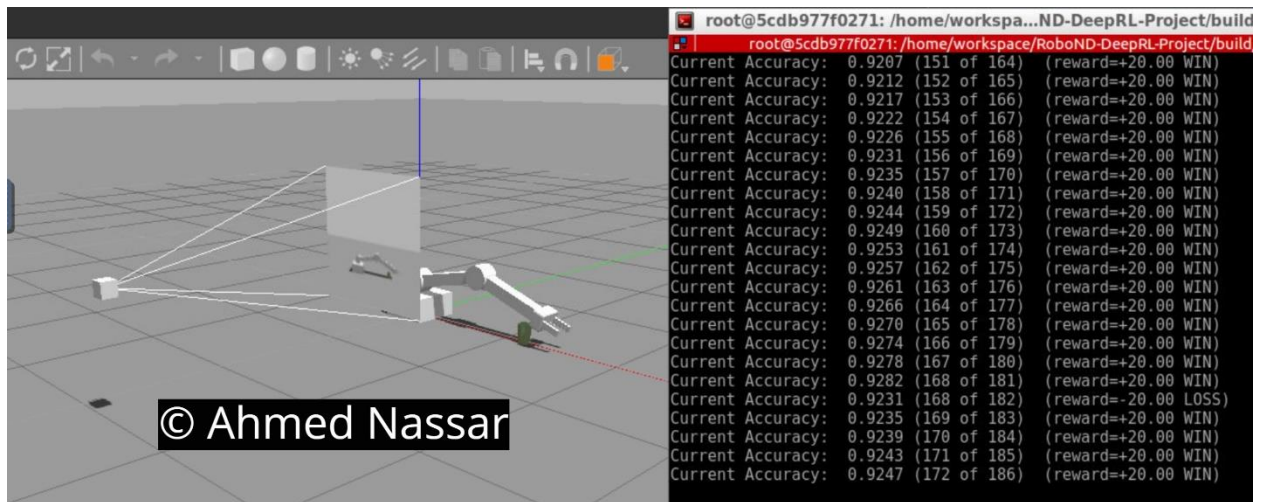 root@5cdb977f0271: /home/workspa...ND-DeepRL-Project/build
root@5cdb977f0271: /home/workspace/RoboND-DeepRL-Project/build
Current Accuracy: 0.9207 (151 of 164) (reward=+20.00 WIN)
Current Accuracy: 0.9212 (152 of 165) (reward=+20.00 WIN)
Current Accuracy: 0.9217 (153 of 166) (reward=+20.00 WIN)
Current Accuracy: 0.9222 (154 of 167) (reward=+20.00 WIN)
Current Accuracy: 0.9226 (155 of 168) (reward=+20.00 WIN)
Current Accuracy: 0.9231 (156 of 169) (reward=+20.00 WIN)
Current Accuracy: 0.9235 (157 of 170) (reward=+20.00 WIN)
Current Accuracy: 0.9240 (158 of 171) (reward=+20.00 WIN)
Current Accuracy: 0.9244 (159 of 172) (reward=+20.00 WIN)
Current Accuracy: 0.9249 (160 of 173) (reward=+20.00 WIN)
Current Accuracy: 0.9253 (161 of 174) (reward=+20.00 WIN)
Current Accuracy: 0.9257 (162 of 175) (reward=+20.00 WIN)
Current Accuracy: 0.9261 (163 of 176) (reward=+20.00 WIN)
Current Accuracy: 0.9266 (164 of 177) (reward=+20.00 WIN)
Current Accuracy: 0.9270 (165 of 178) (reward=+20.00 WIN)
Current Accuracy: 0.9274 (166 of 179) (reward=+20.00 WIN)
Current Accuracy: 0.9278 (167 of 180) (reward=+20.00 WIN)
Current Accuracy: 0.9282 (168 of 181) (reward=+20.00 WIN)
Current Accuracy: 0.9231 (168 of 182) (reward=-20.00 LOSS)
Current Accuracy: 0.9235 (169 of 183) (reward=+20.00 WIN)
Current Accuracy: 0.9239 (170 of 184) (reward=+20.00 WIN)
Current Accuracy: 0.9243 (171 of 185) (reward=+20.00 WIN)
Current Accuracy: 0.9247 (172 of 186) (reward=+20.00 WIN)
© Ahmed Nassar